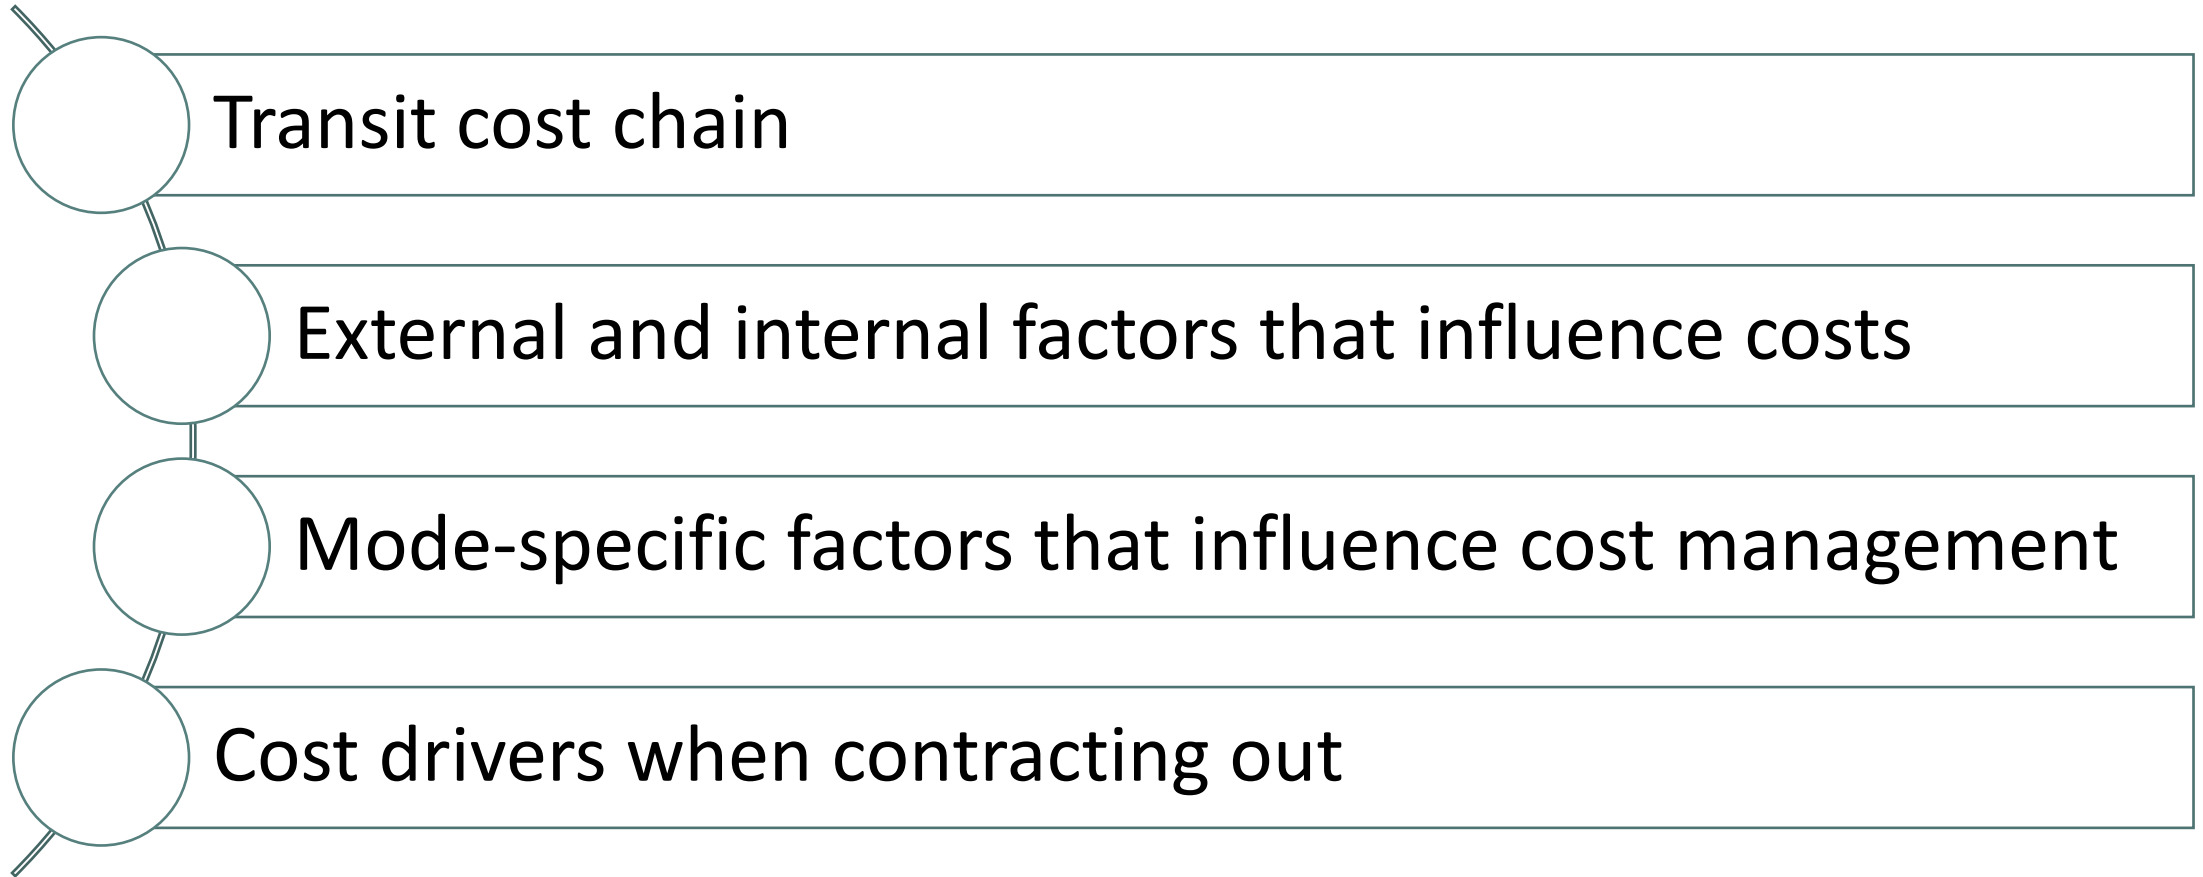 Transit cost chain
External and internal factors that influence costs
Mode-specific factors that influence cost management
Cost drivers when contracting out